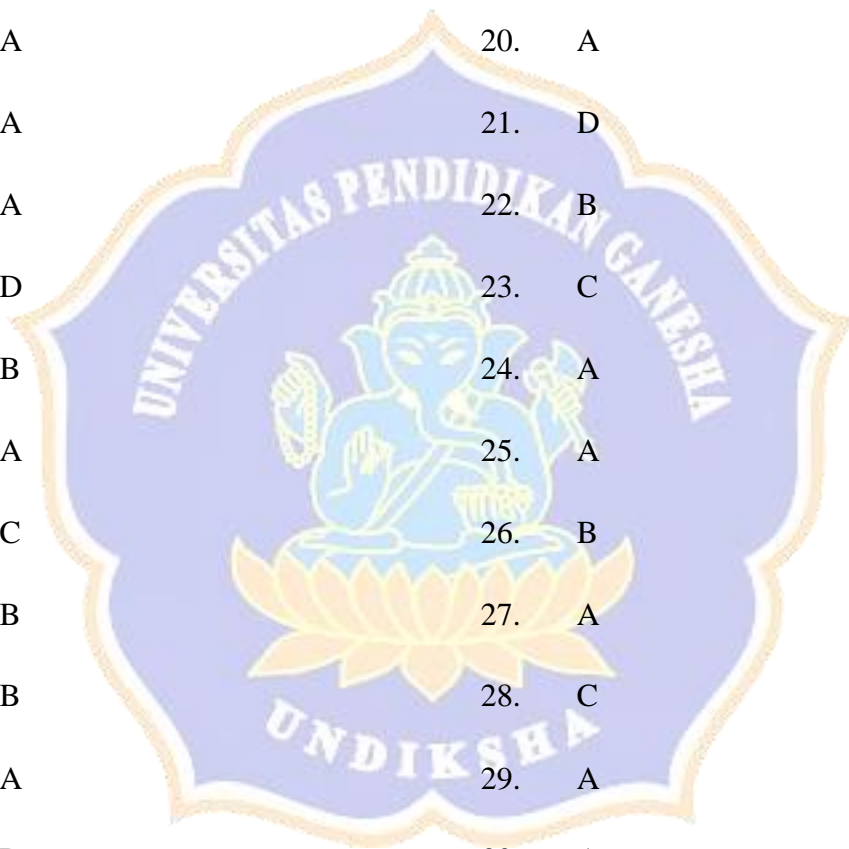 A 20. A
A 21. D
UNIVERSITAS PENDIDIKAN GANESHA
A 22. B
D 23. C
B 24. A
A 25. A
C 26. B
B 27. A
B 28. C
UNDIKSHA
A 29. A